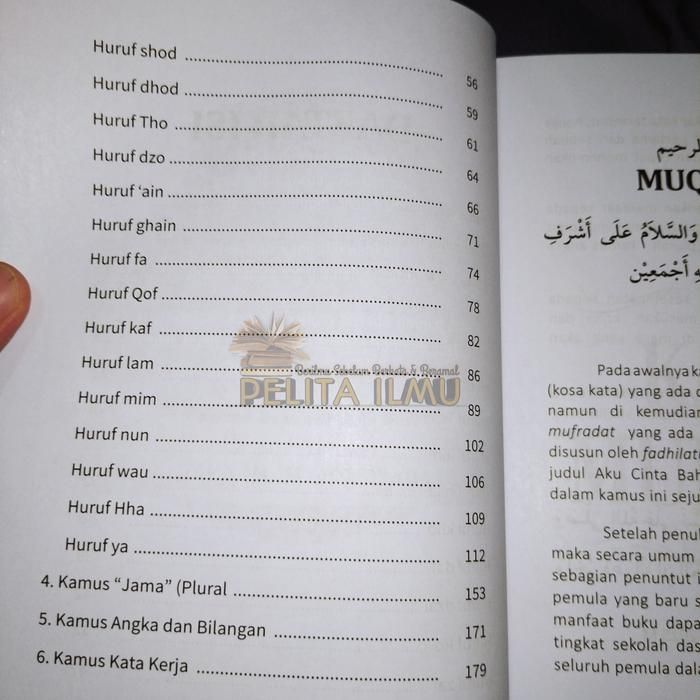 Huruf shod ........ 56
Huruf dhod ........ 59
Huruf Tho ........ 61
Huruf dzo ........ 64
Huruf ‘ain ........ 66
Huruf ghain ........ 71
Huruf fa ........ 74
Huruf Qof ........ 78
Huruf kaf ........ 82
Huruf lam ........ 86
Huruf mim ........ 89
Huruf nun ........ 102
Huruf wau ........ 106
Huruf Hha ........ 109
Huruf ya ........ 112
4. Kamus “Jama” (Plural ........ 153
5. Kamus Angka dan Bilangan ........ 171
6. Kamus Kata Kerja ........ 179
PELITA ILMU
MUQ
وَالسَّلاَمُ عَلَى أَشْرَفِ
أَجْمَعِيْن
Pada awalnya
(kosa kata) yang ada
namun di kemudian
mufradat yang ada
disusun oleh fadhilat
judul Aku Cinta Bah
dalam kamus ini seju
Setelah penul
maka secara umum
sebagian penuntut
pemula yang baru
manfaat buku dapa
tingkat sekolah das
seluruh pemula dala